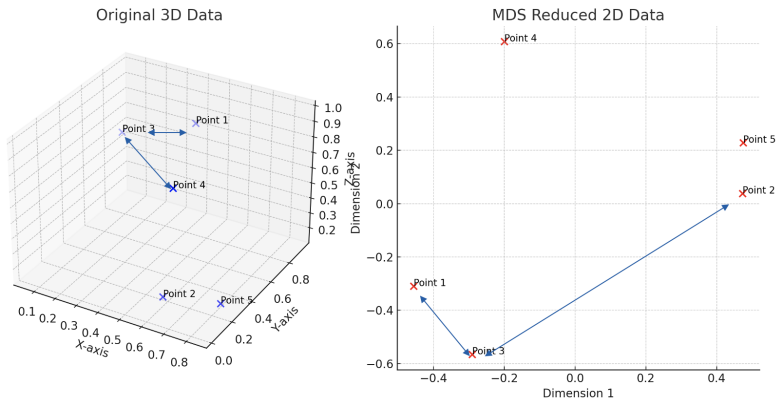 Original 3D Data
Point 3
Point 1
Point 4
Point 2
Point 5
0.1 0.2 0.3 0.4 0.5 0.6 0.7 0.8
X-axis
0.0 0.2 0.4 0.6 0.8
Y-axis
1.0
0.9
0.8
0.7
0.6
0.5
0.4
0.3
0.2
Z-axis
MDS Reduced 2D Data
Dimension 2
0.6
0.4
0.2
0.0
−0.2
−0.4
−0.6
Point 4
Point 5
Point 2
Point 1
Point 3
−0.4 −0.2 0.0 0.2 0.4
Dimension 1